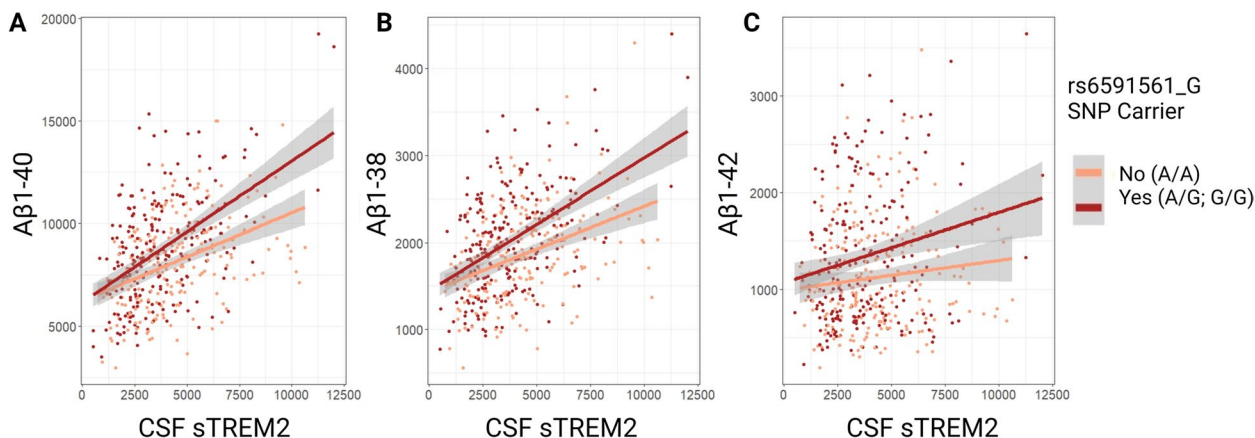 A
20000
15000
10000
5000
Aβ1-40
0
2500
5000
7500
10000
12500
CSF sTREM2
B
4000
3000
2000
1000
Aβ1-38
0
2500
5000
7500
10000
12500
CSF sTREM2
C
3000
2000
1000
Aβ1-42
0
2500
5000
7500
10000
12500
CSF sTREM2
rs6591561_G
SNP Carrier
No (A/A)
Yes (A/G; G/G)